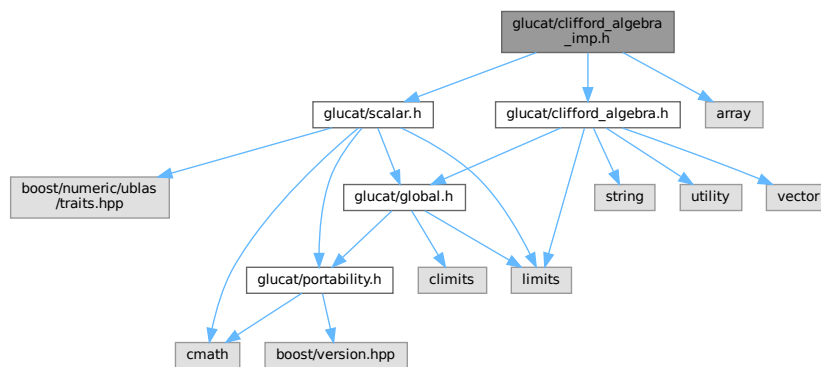 glucat/clifford_algebra
_imp.h
glucat/scalar.h
glucat/clifford_algebra.h
array
boost/numeric/ublas
/traits.hpp
glucat/global.h
string
utility
vector
glucat/portability.h
climits
limits
cmath
boost/version.hpp